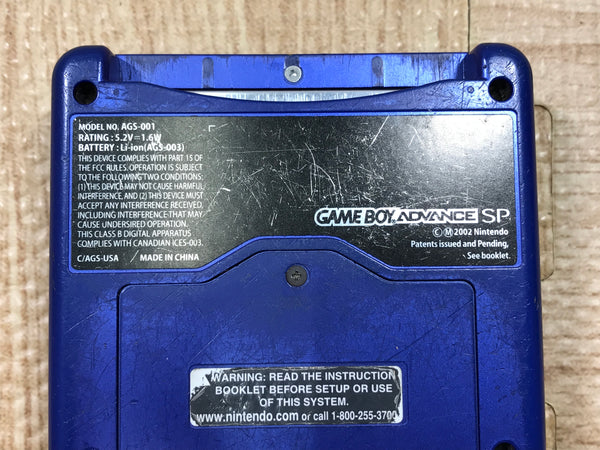 MODEL NO. AGS-001
RATING : 5.2V⎓1.6W
BATTERY : Li-ion(AGS-003)
THIS DEVICE COMPLIES WITH PART 15 OF
THE FCC RULES. OPERATION IS SUBJECT
TO THE FOLLOWING TWO CONDITIONS:
(1) THIS DEVICE MAY NOT CAUSE HARMFUL
INTERFERENCE, AND (2) THIS DEVICE MUST
ACCEPT ANY INTERFERENCE RECEIVED,
INCLUDING INTERFERENCE THAT MAY
CAUSE UNDERSIRED OPERATION.
THIS CLASS B DIGITAL APPARATUS
COMPLIES WITH CANADIAN ICES-003.
C/AGS-USA MADE IN CHINA
GAME BOY ADVANCE SP
© Ⓜ 2002 Nintendo
Patents issued and Pending,
See booklet.
WARNING: READ THE INSTRUCTION
BOOKLET BEFORE SETUP OR USE
OF THIS SYSTEM.
www.nintendo.com or call 1-800-255-3700